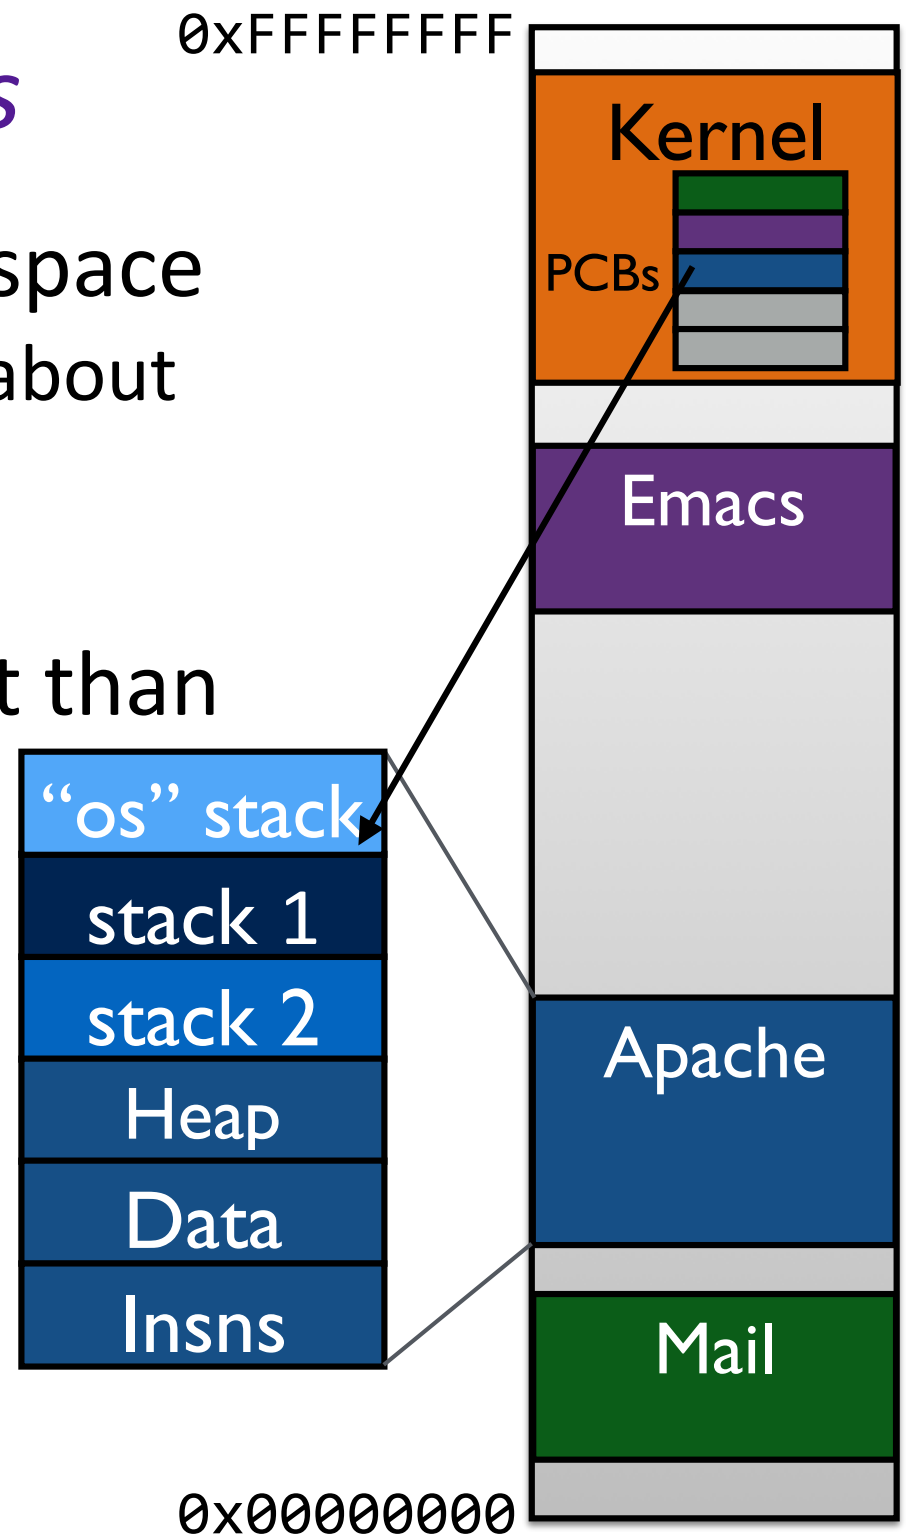 0xFFFFFFFF
s
Kernel
space
PCBs
about
Emacs
t than
“os” stack
stack 1
stack 2
Apache
Heap
Data
Insns
Mail
0x00000000